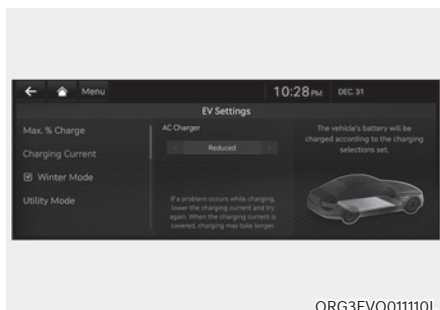 Menu
10:28 PM DEC. 31
EV Settings
Max. % Charge
Charging Current
Winter Mode
Utility Mode
AC Charger
Reduced
If a problem occurs while charging,
lower the charging current and try
again. When the charging current is
lowered, charging may take longer.
The vehicle's battery will be
charged according to the charging
selections set.
ORG3EVQ011110L